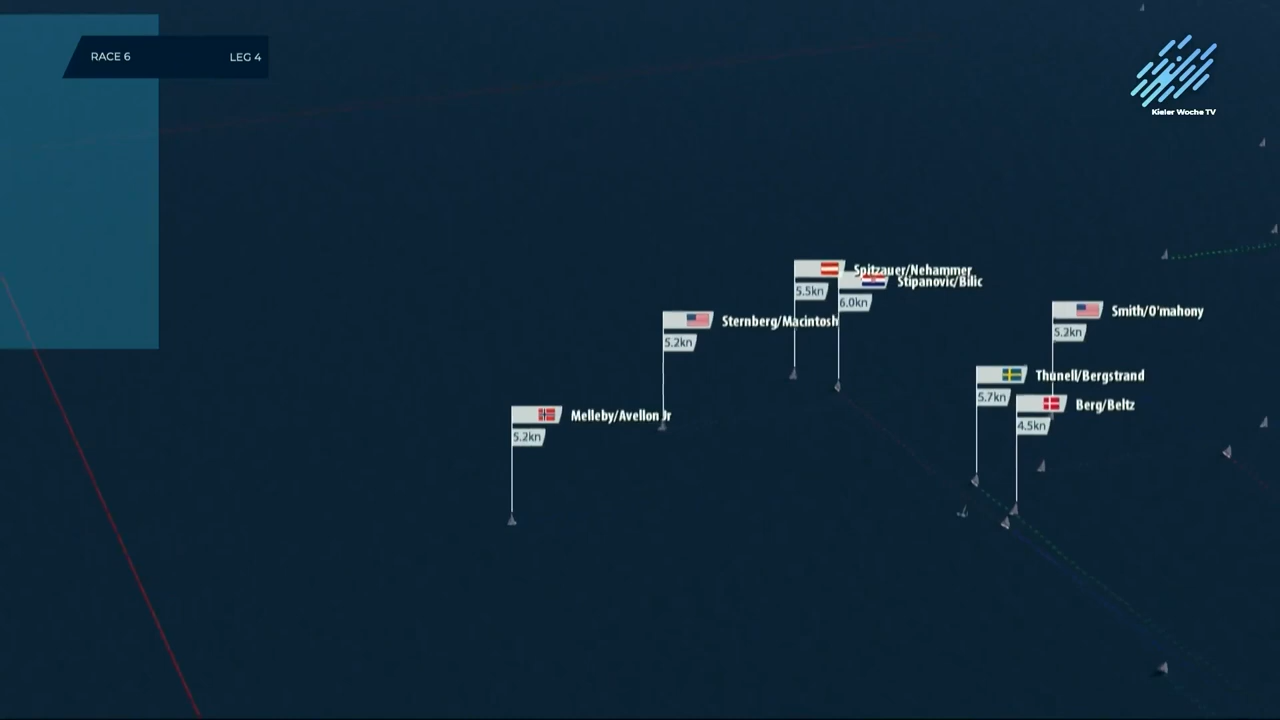 RACE 6 LEG 4
Kieler Woche TV
Spitzauer/Nehammer
Stipanovic/Bilic
5.5kn
6.0kn
Smith/O'mahony
5.2kn
Sternberg/Macintosh
5.2kn
Thunell/Bergstrand
5.7kn
Berg/Beltz
4.5kn
Melleby/Avellon Jr
5.2kn